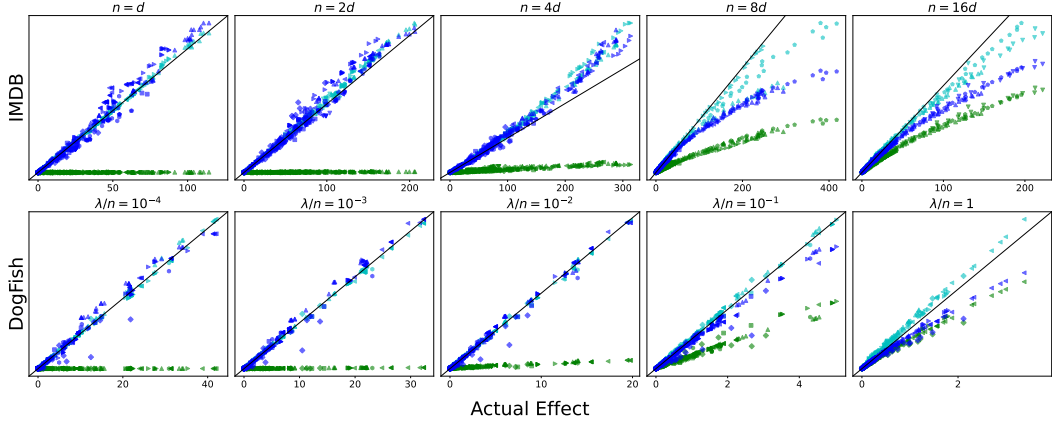 n = d n = 2d n = 4d n = 8d n = 16d
IMDB
0 50 100 0 100 200 0 100 200 300 0 200 400 0 100 200
λ/n = 10⁻⁴ λ/n = 10⁻³ λ/n = 10⁻² λ/n = 10⁻¹ λ/n = 1
DogFish
0 20 40 0 10 20 30 0 10 20 0 2 4 0 2
Actual Effect